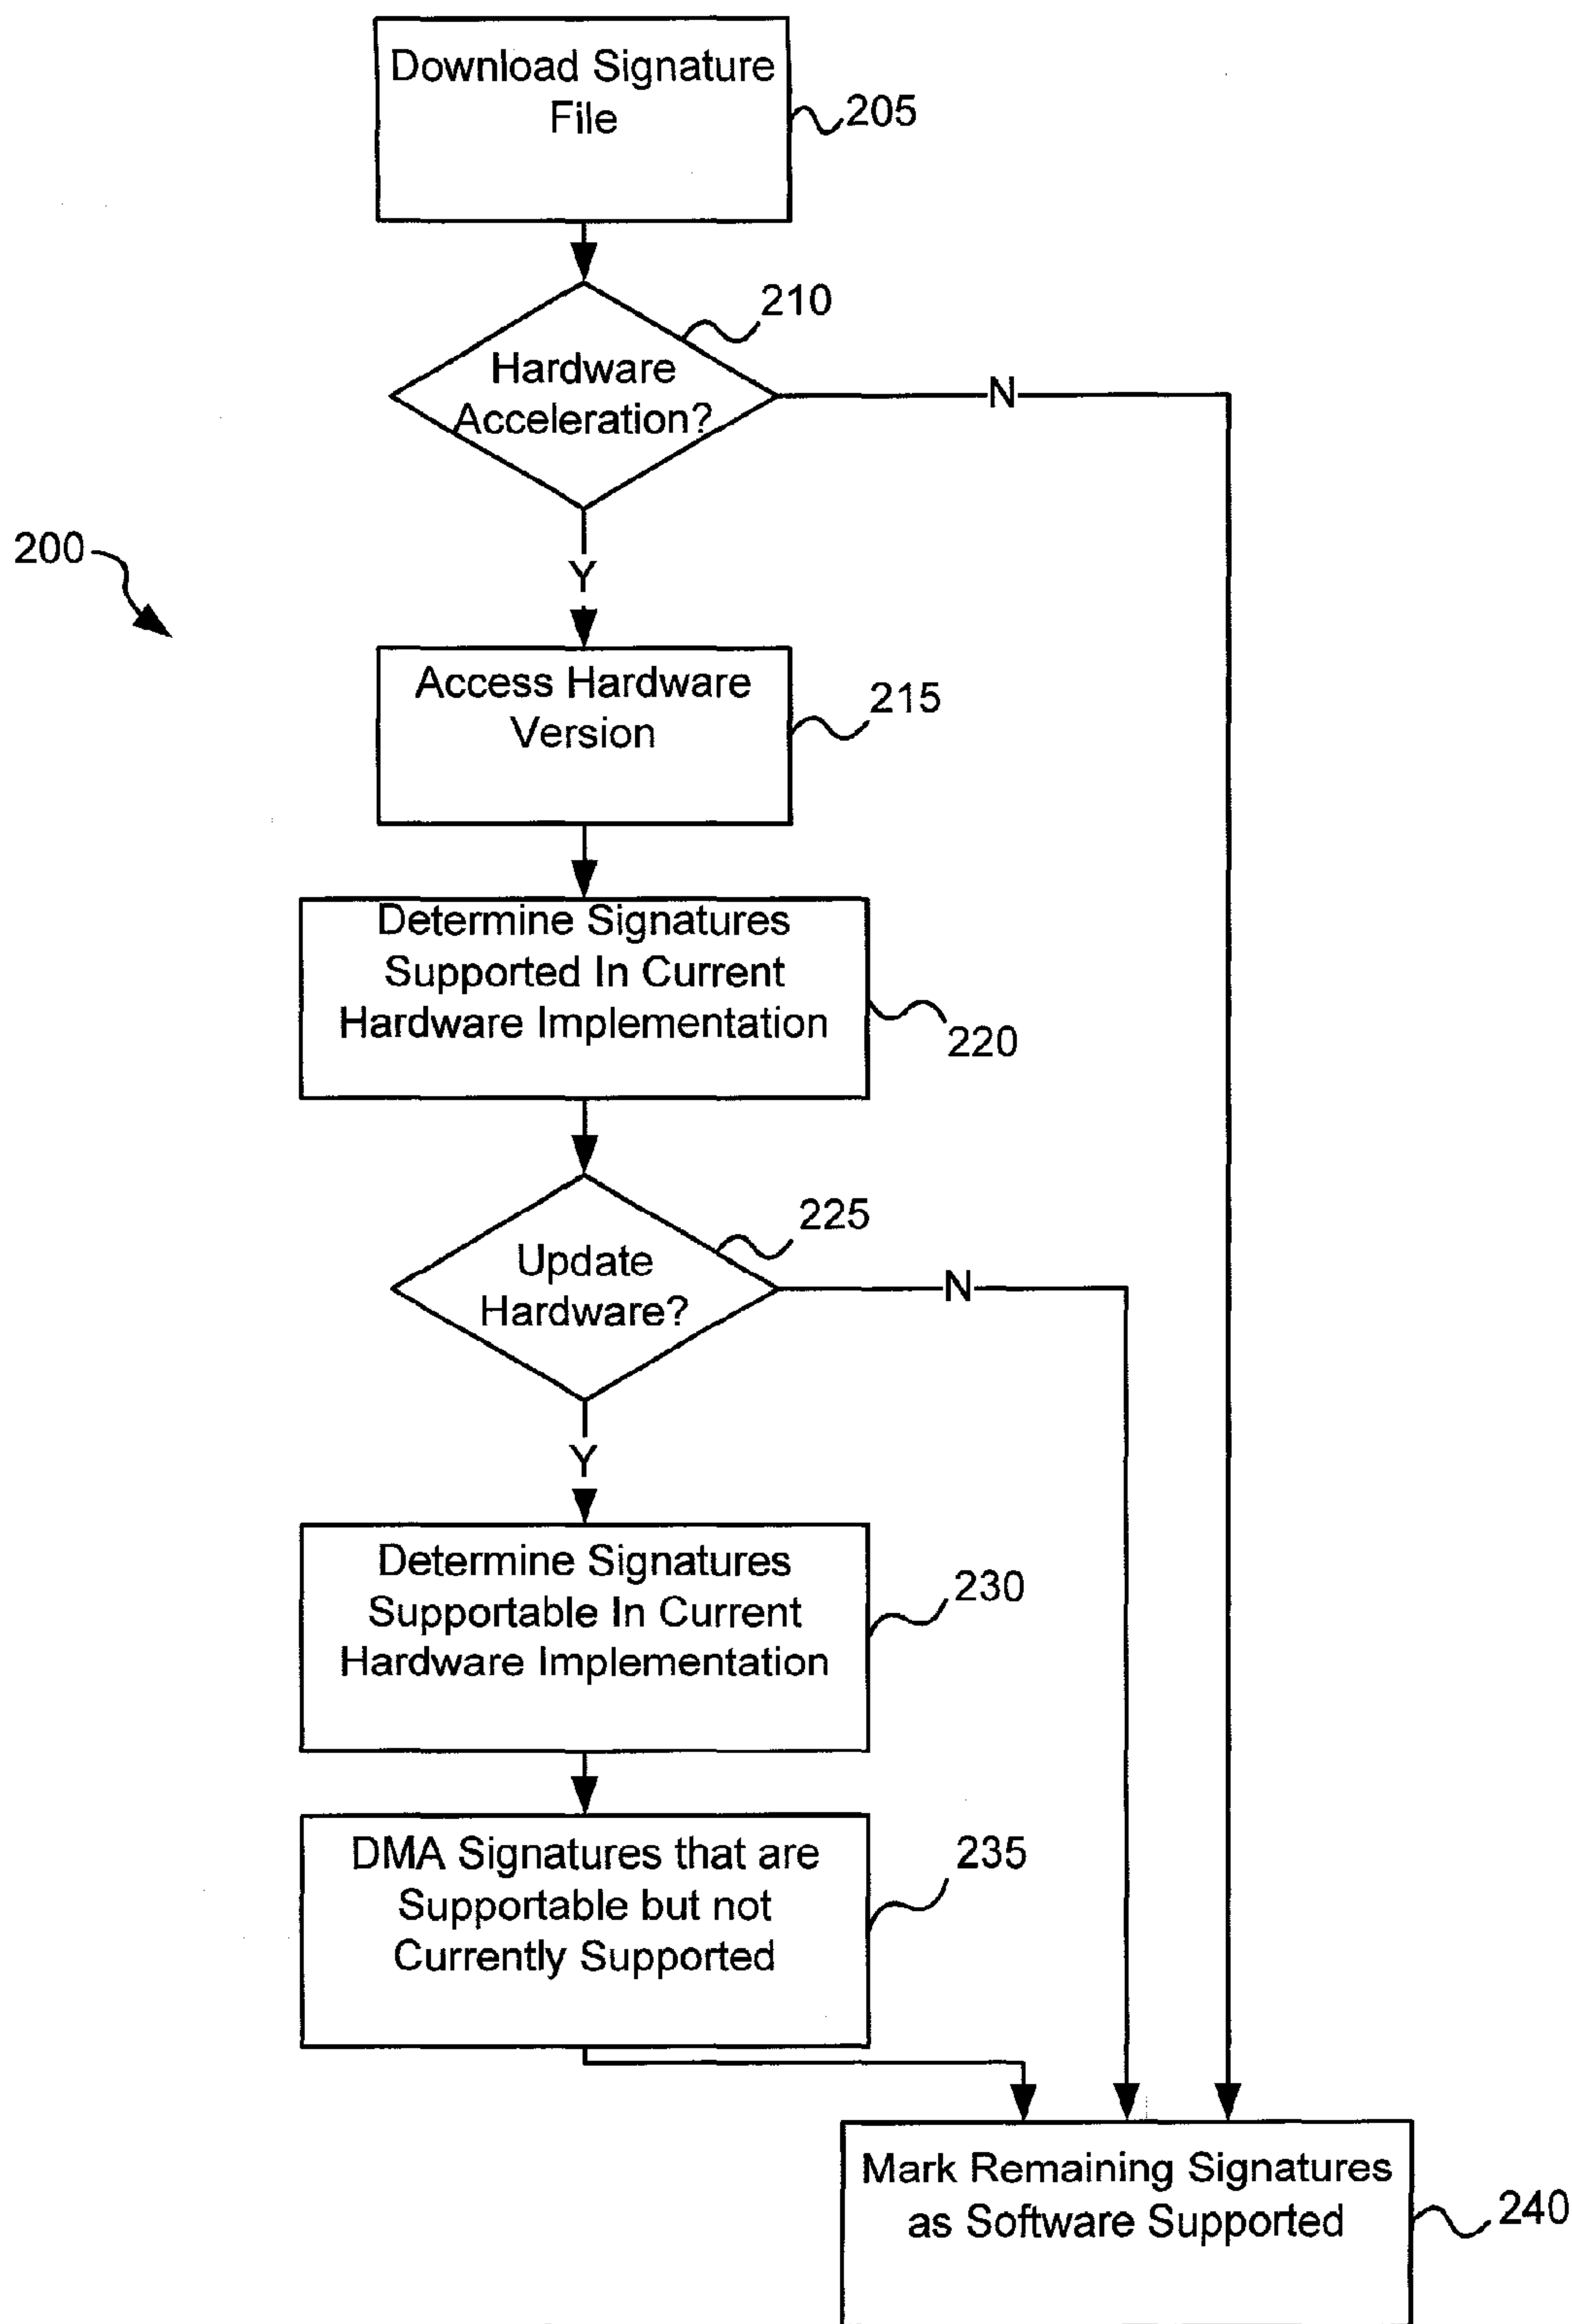 Download Signature
File
205
210
Hardware
Acceleration?
N
200
Y
Access Hardware
Version
215
Determine Signatures
Supported In Current
Hardware Implementation
220
225
Update
Hardware?
N
Y
Determine Signatures
Supportable In Current
Hardware Implementation
230
DMA Signatures that are
Supportable but not
Currently Supported
235
Mark Remaining Signatures
as Software Supported
240